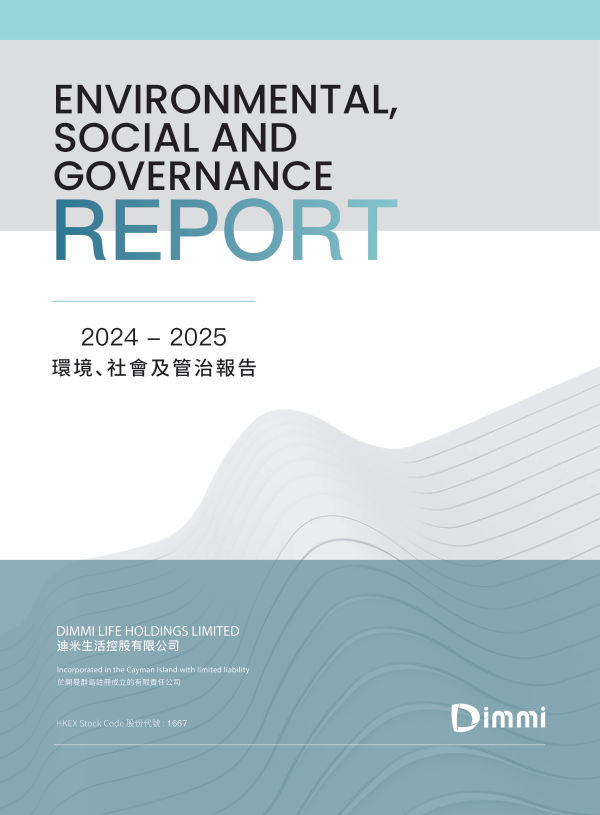 ENVIRONMENTAL,
SOCIAL AND
GOVERNANCE
REPORT
2024 – 2025
環境、社會及管治報告
DIMMI LIFE HOLDINGS LIMITED
迪米生活控股有限公司
Incorporated in the Cayman Island with limited liability
於開曼群島註冊成立的有限責任公司
HKEX Stock Code 股份代號 : 1667
Dimmi